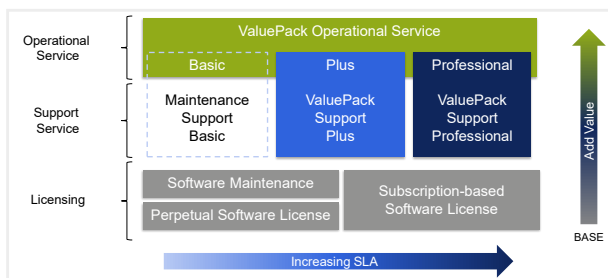 Operational
Service
ValuePack Operational Service
Basic
Plus
Professional
Support
Service
Maintenance
Support
Basic
ValuePack
Support
Plus
ValuePack
Support
Professional
Licensing
Software Maintenance
Perpetual Software License
Subscription-based
Software License
Add Value
BASE
Increasing SLA